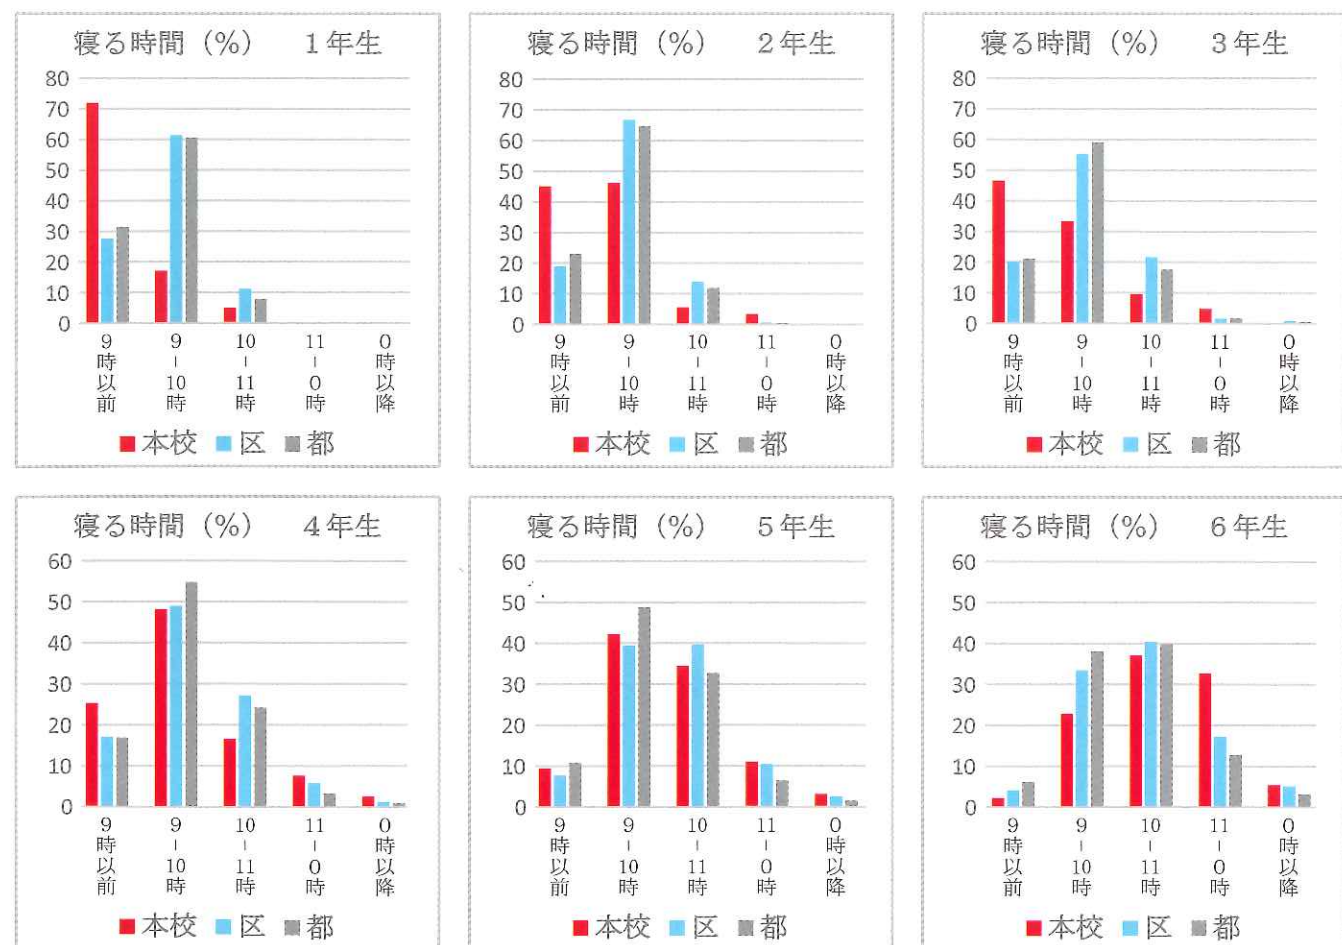 寝る時間（%）　1年生
80
70
60
50
40
30
20
10
0
9時以前
9-10時
10-11時
11-0時
0時以降
本校 区 都
寝る時間（%）　2年生
80
70
60
50
40
30
20
10
0
9時以前
9-10時
10-11時
11-0時
0時以降
本校 区 都
寝る時間（%）　3年生
80
70
60
50
40
30
20
10
0
9時以前
9-10時
10-11時
11-0時
0時以降
本校 区 都
寝る時間（%）　4年生
60
50
40
30
20
10
0
9時以前
9-10時
10-11時
11-0時
0時以降
本校 区 都
寝る時間（%）　5年生
60
50
40
30
20
10
0
9時以前
9-10時
10-11時
11-0時
0時以降
本校 区 都
寝る時間（%）　6年生
60
50
40
30
20
10
0
9時以前
9-10時
10-11時
11-0時
0時以降
本校 区 都